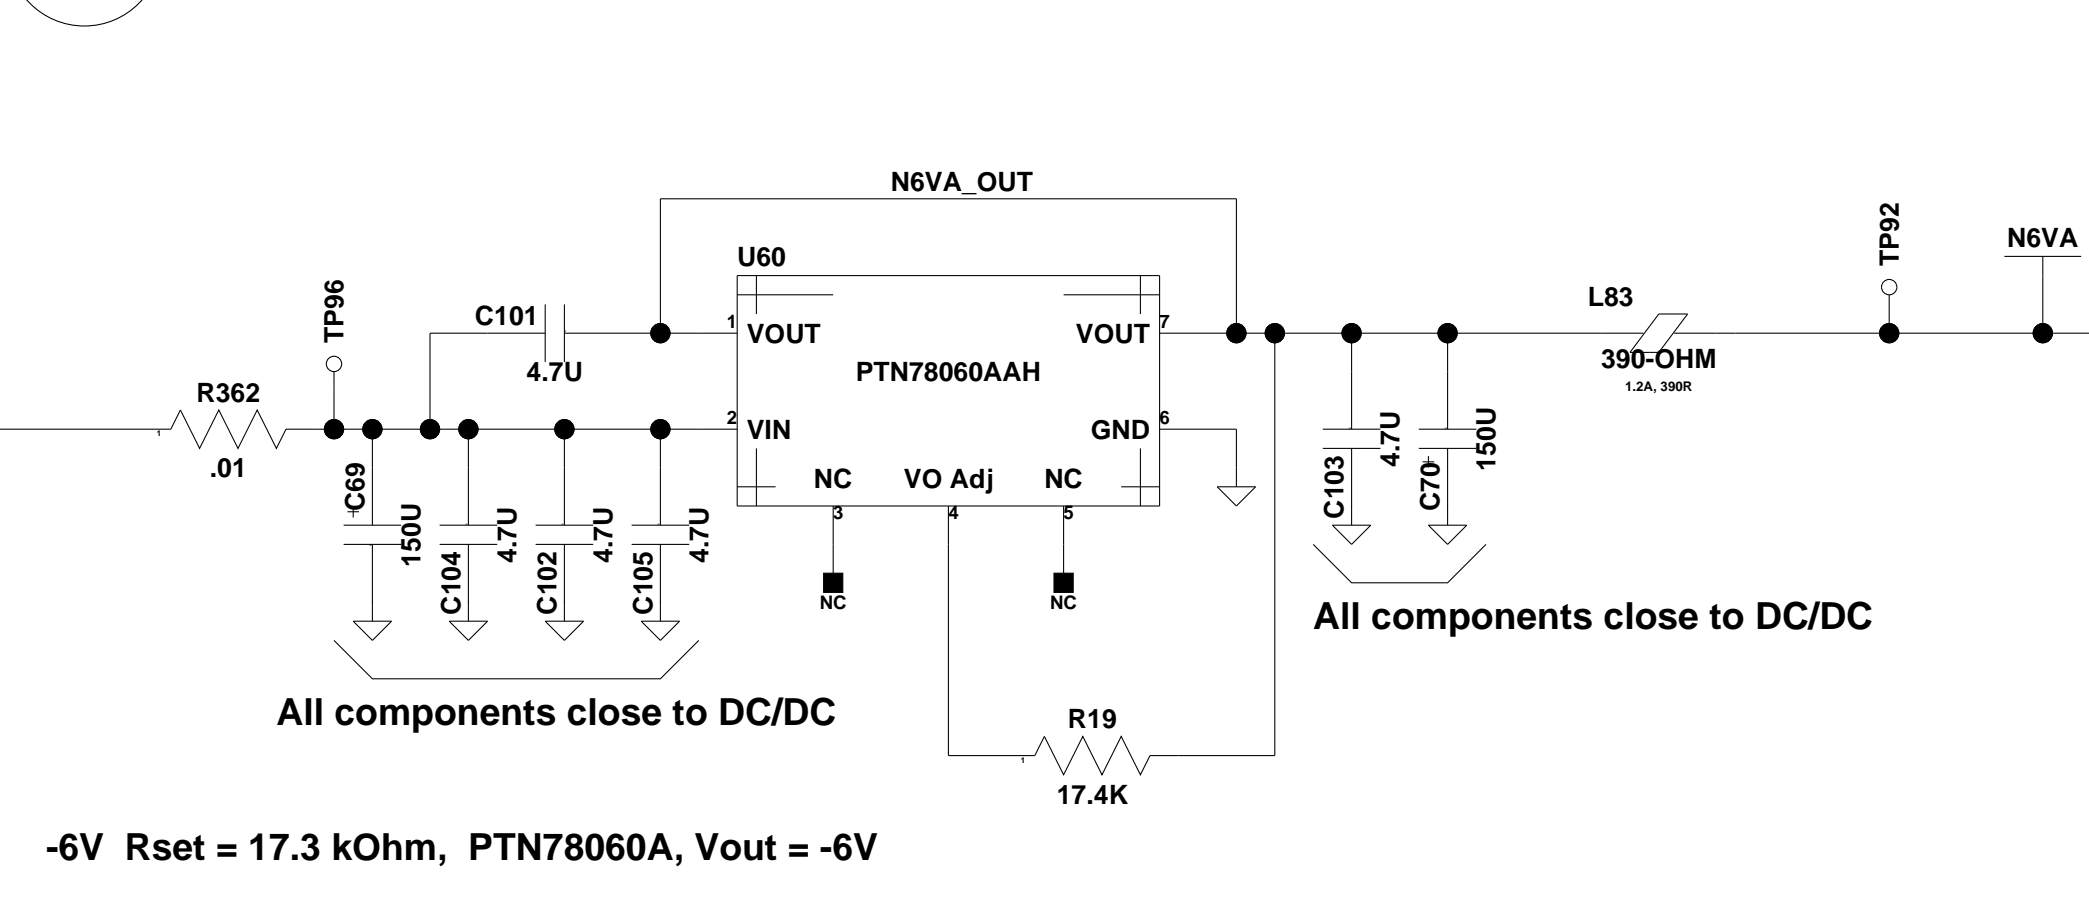 N6VA_OUT
TP92
N6VA
U60
TP96
C101
4.7U
1
VOUT
VOUT
7
PTN78060AAH
L83
390-OHM
1.2A, 390R
R362
1
.01
2
VIN
GND
6
NC
VO Adj
NC
3
4
5
NC
NC
C69
+
150U
C104
4.7U
C102
4.7U
C105
4.7U
C103
4.7U
C70
+
150U
All components close to DC/DC
All components close to DC/DC
R19
1
17.4K
-6V Rset = 17.3 kOhm, PTN78060A, Vout = -6V